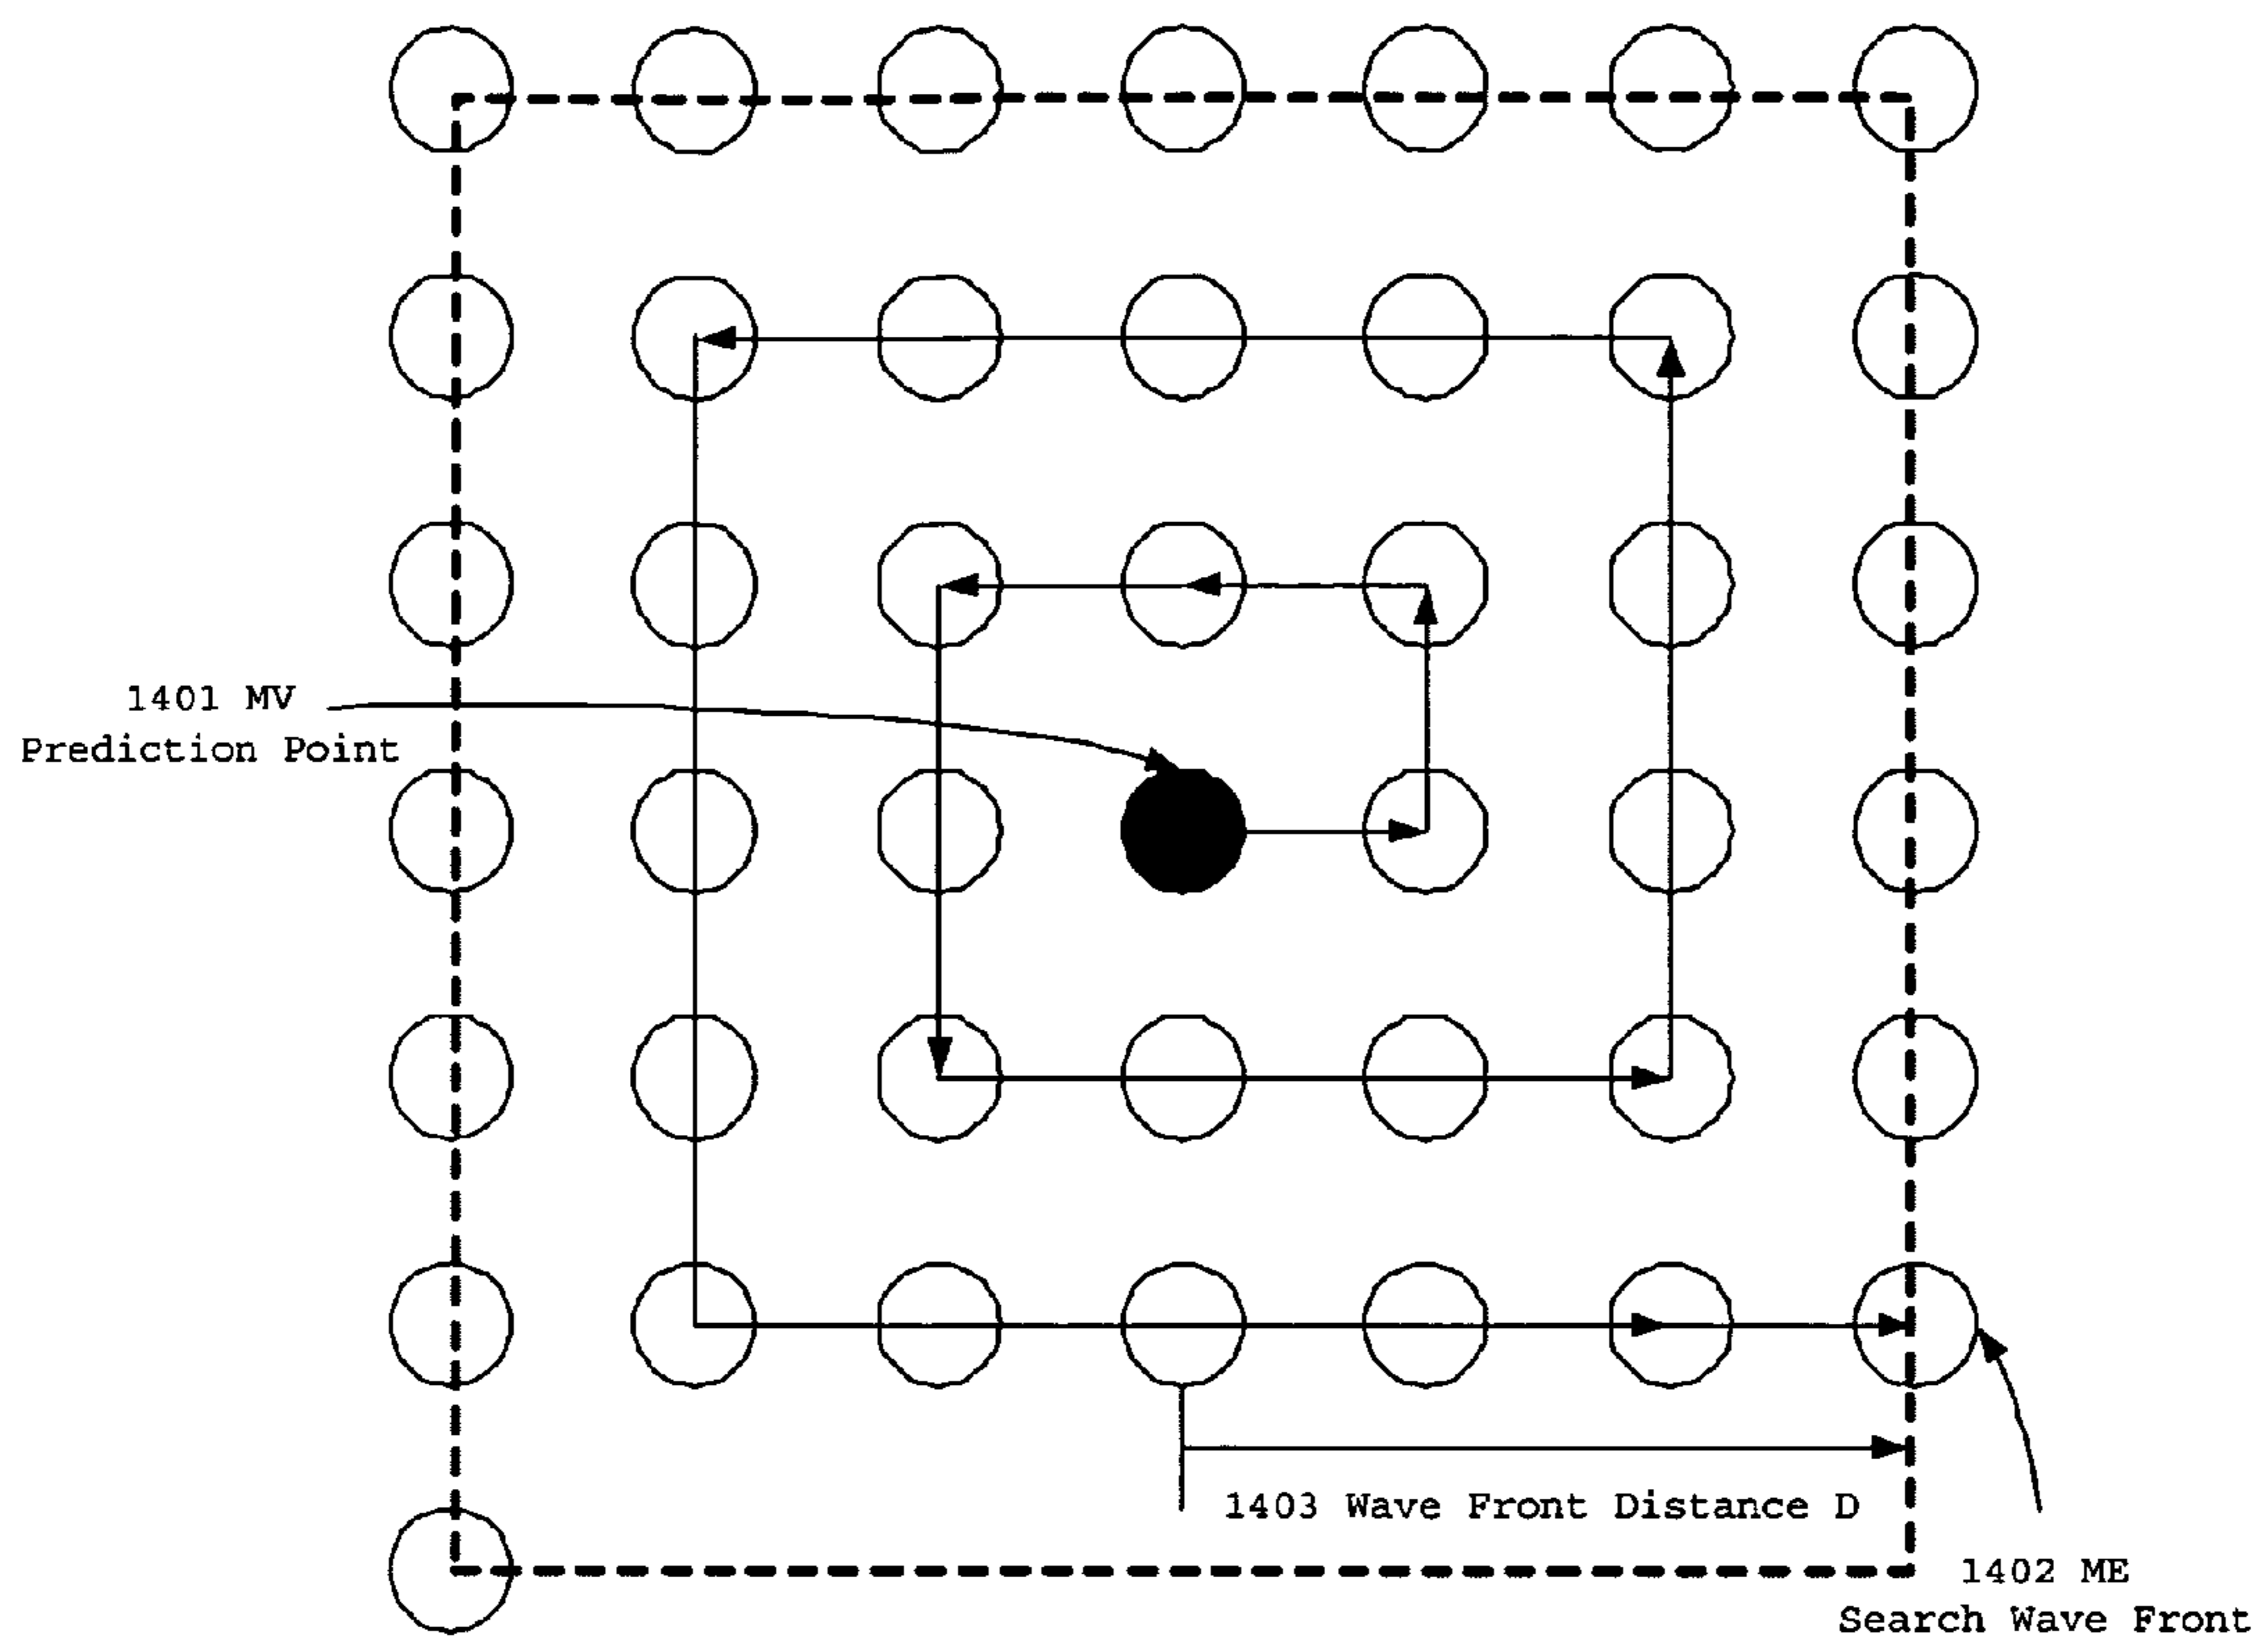 1401 MV
Prediction Point
1403 Wave Front Distance D
1402 ME
Search Wave Front